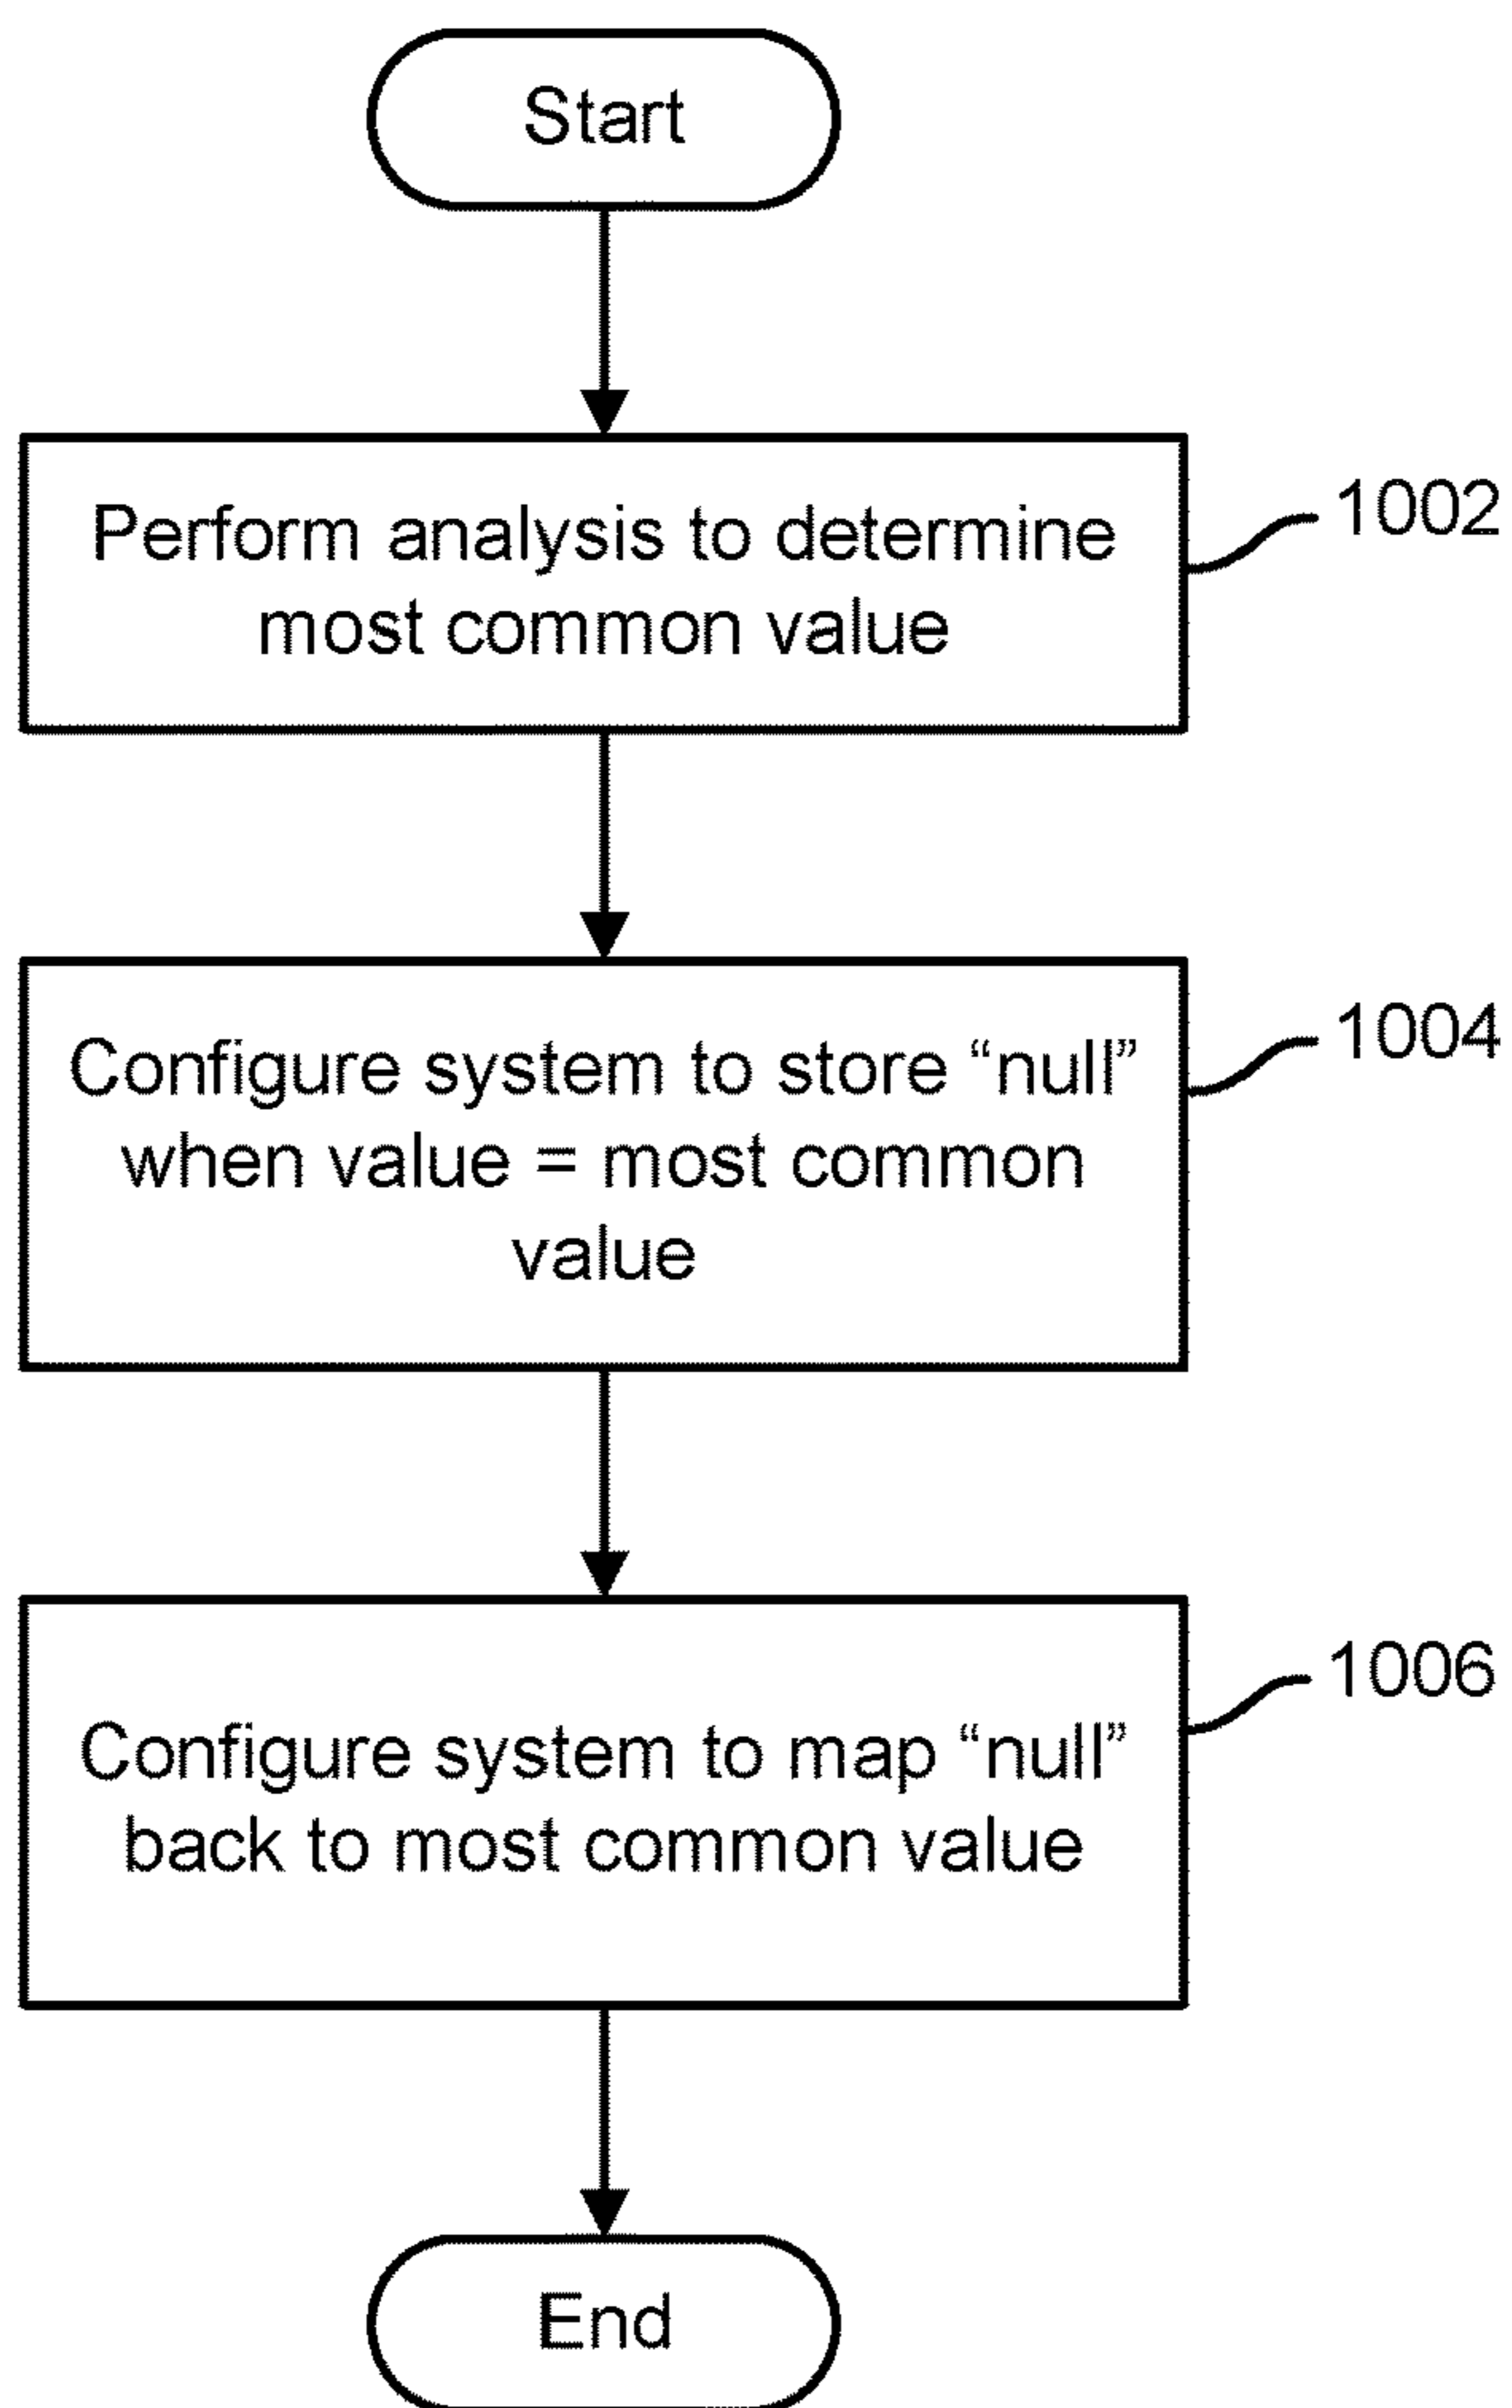 Start
Perform analysis to determine
1002
most common value
Configure system to store “null”
1004
when value = most common
value
Configure system to map “null”
1006
back to most common value
End